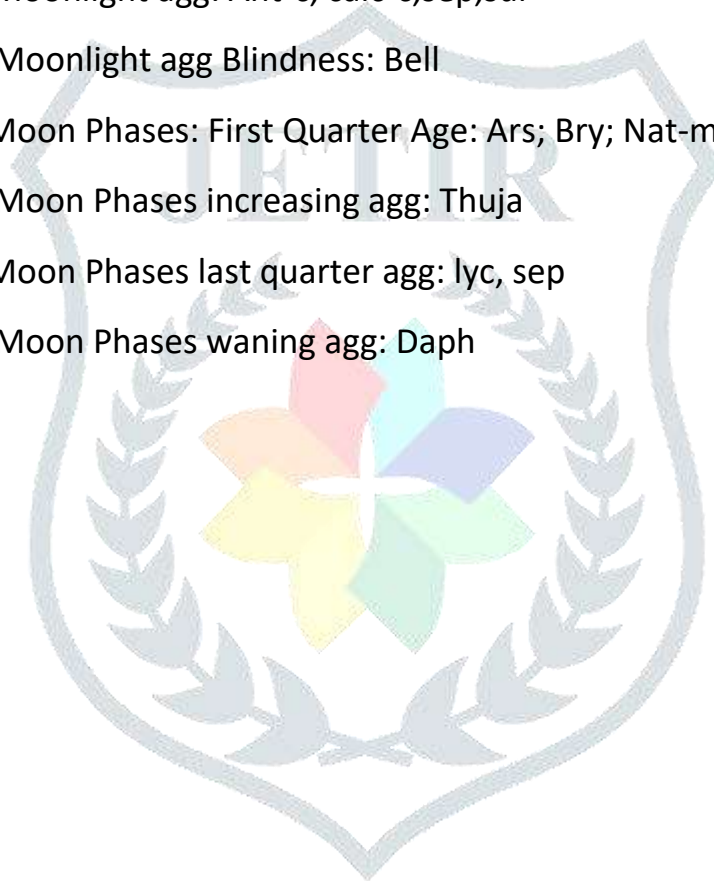 Moonlight agg Blindness: Bell
Moon Phases: First Quarter Age: Ars; Bry; Nat-m
Moon Phases increasing agg: Thuja
Moon Phases last quarter agg: lyc, sep
Moon Phases waning agg: Daph
JETIR